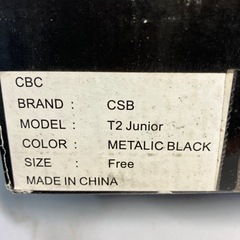 CBC
BRAND : CSB
MODEL : T2 Junior
COLOR : METALIC BLACK
SIZE : Free
MADE IN CHINA